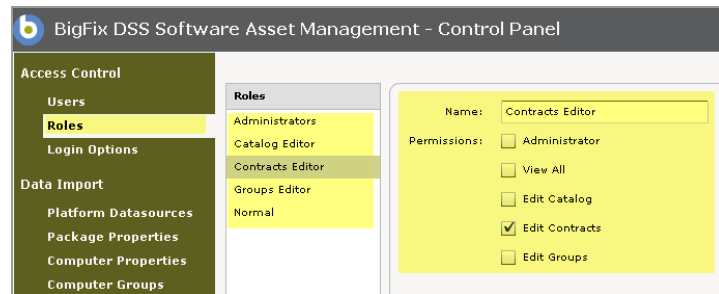 BigFix DSS Software Asset Management - Control Panel
Access Control
Users
Roles
Login Options
Data Import
Platform Datasources
Package Properties
Computer Properties
Computer Groups
Roles
Administrators
Catalog Editor
Contracts Editor
Groups Editor
Normal
Name: Contracts Editor
Permissions: Administrator
View All
Edit Catalog
Edit Contracts
Edit Groups